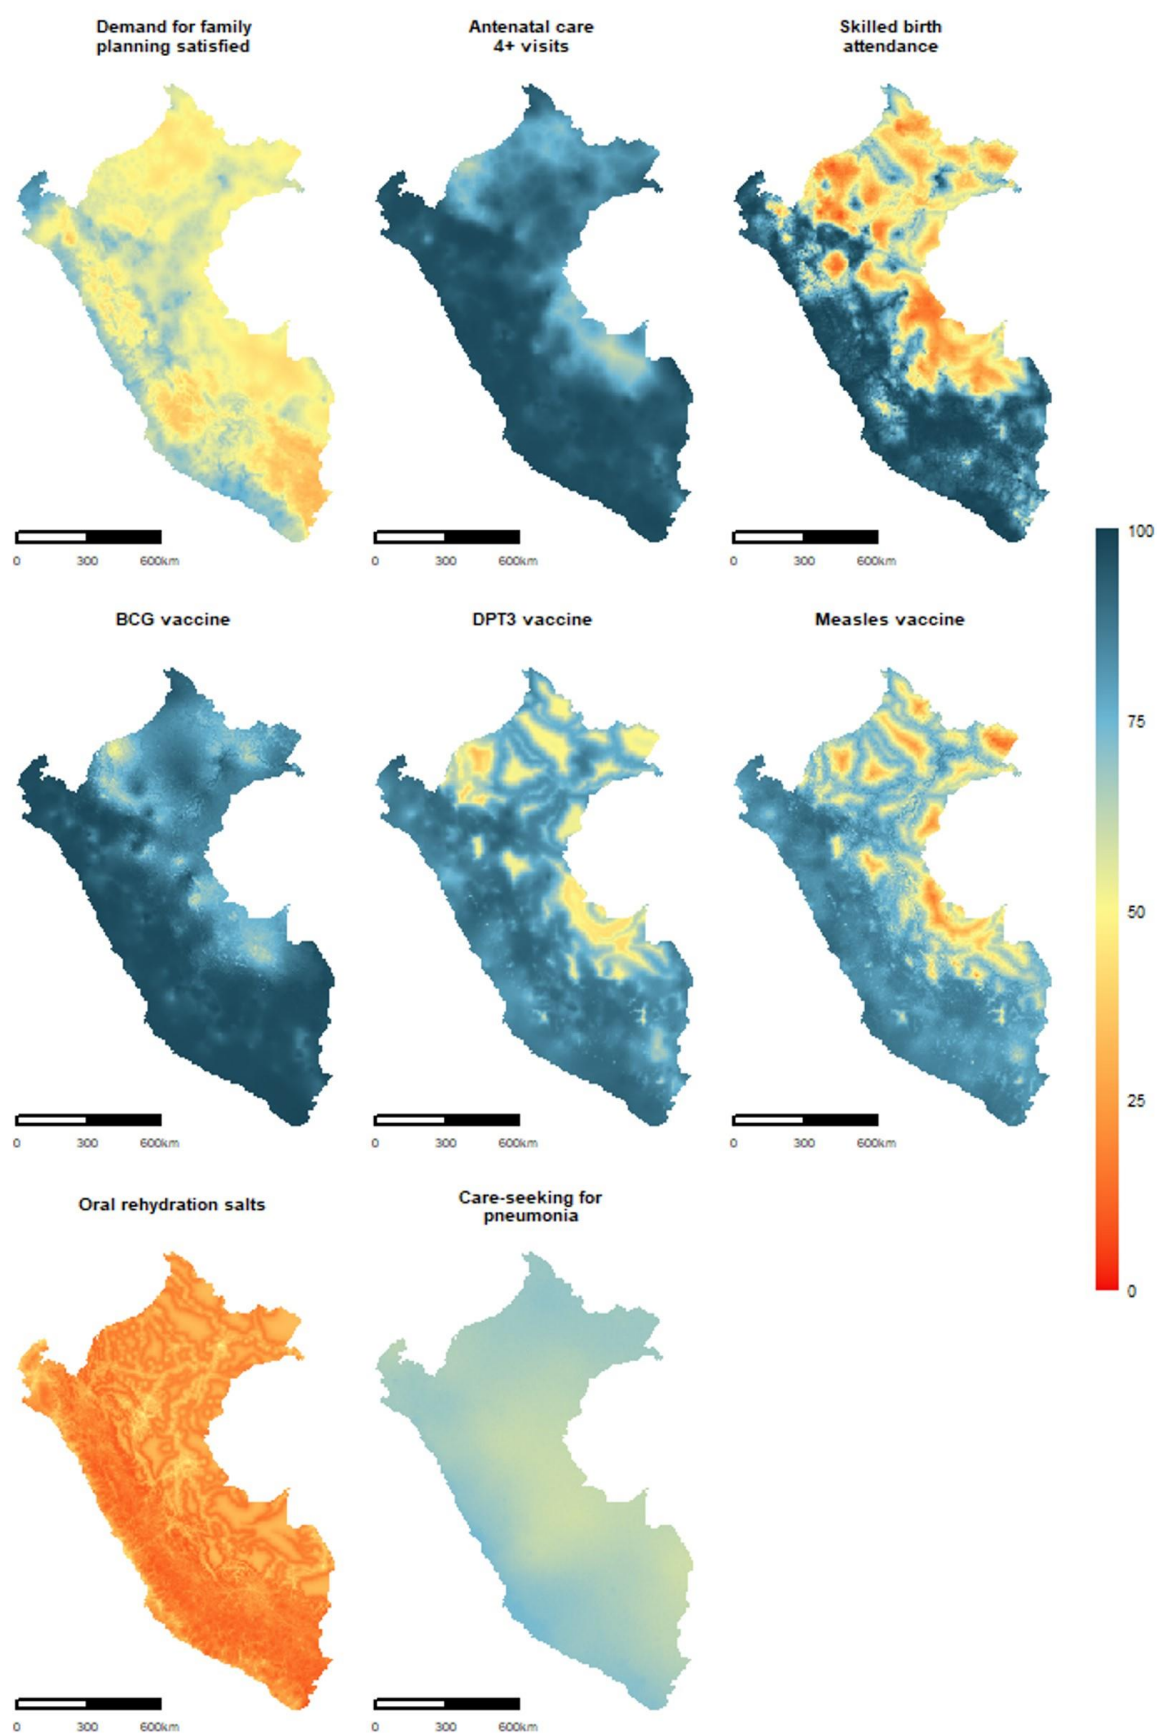 Demand for family
planning satisfied
Antenatal care
4+ visits
Skilled birth
attendance
0 300 600km
0 300 600km
0 300 600km
BCG vaccine
DPT3 vaccine
Measles vaccine
0 300 600km
0 300 600km
0 300 600km
Oral rehydration salts
Care-seeking for
pneumonia
0 300 600km
0 300 600km
100
75
50
25
0